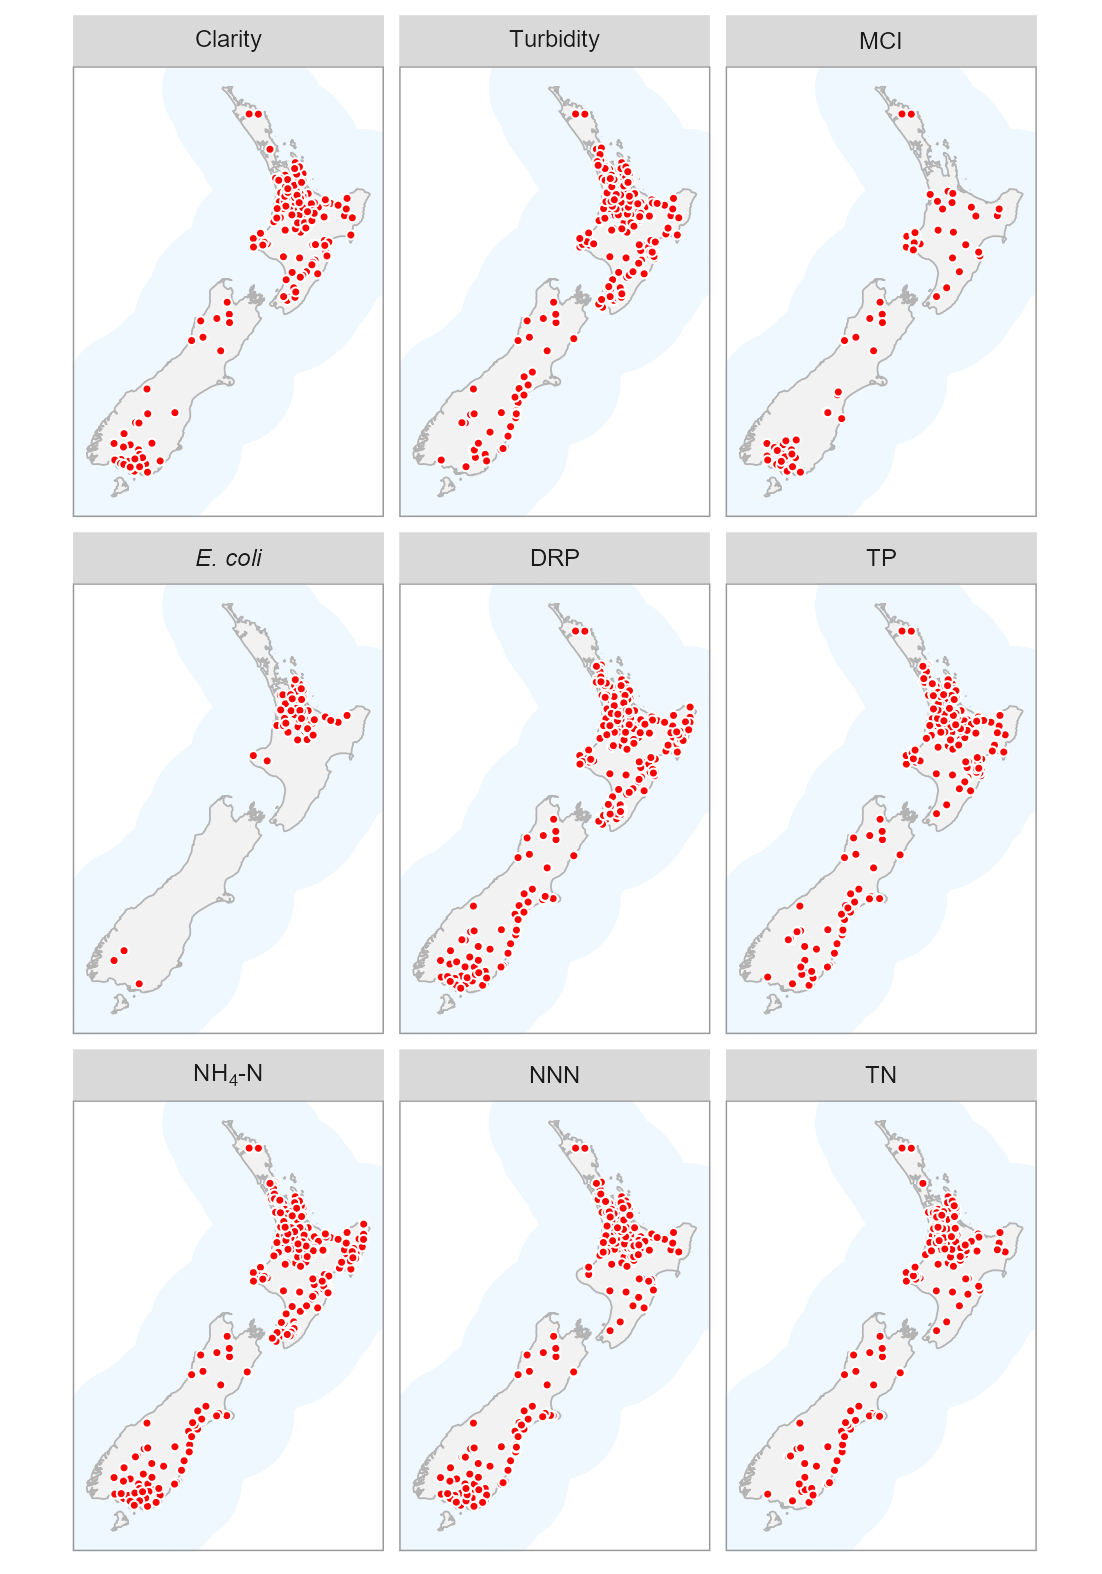 Clarity
Turbidity
MCI
E. coli
DRP
TP
NH₄-N
NNN
TN